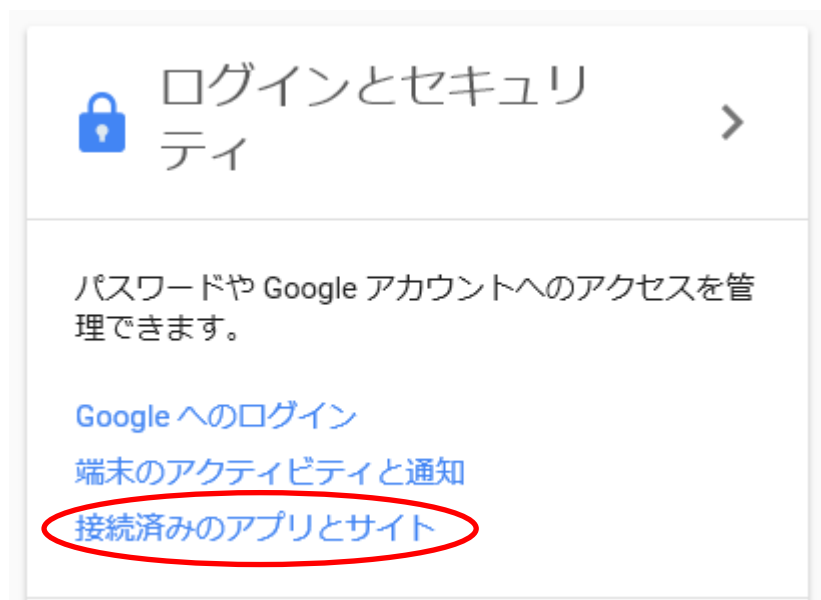 ログインとセキュリ
ティ
パスワードや Google アカウントへのアクセスを管
理できます。
Google へのログイン
端末のアクティビティと通知
接続済みのアプリとサイト